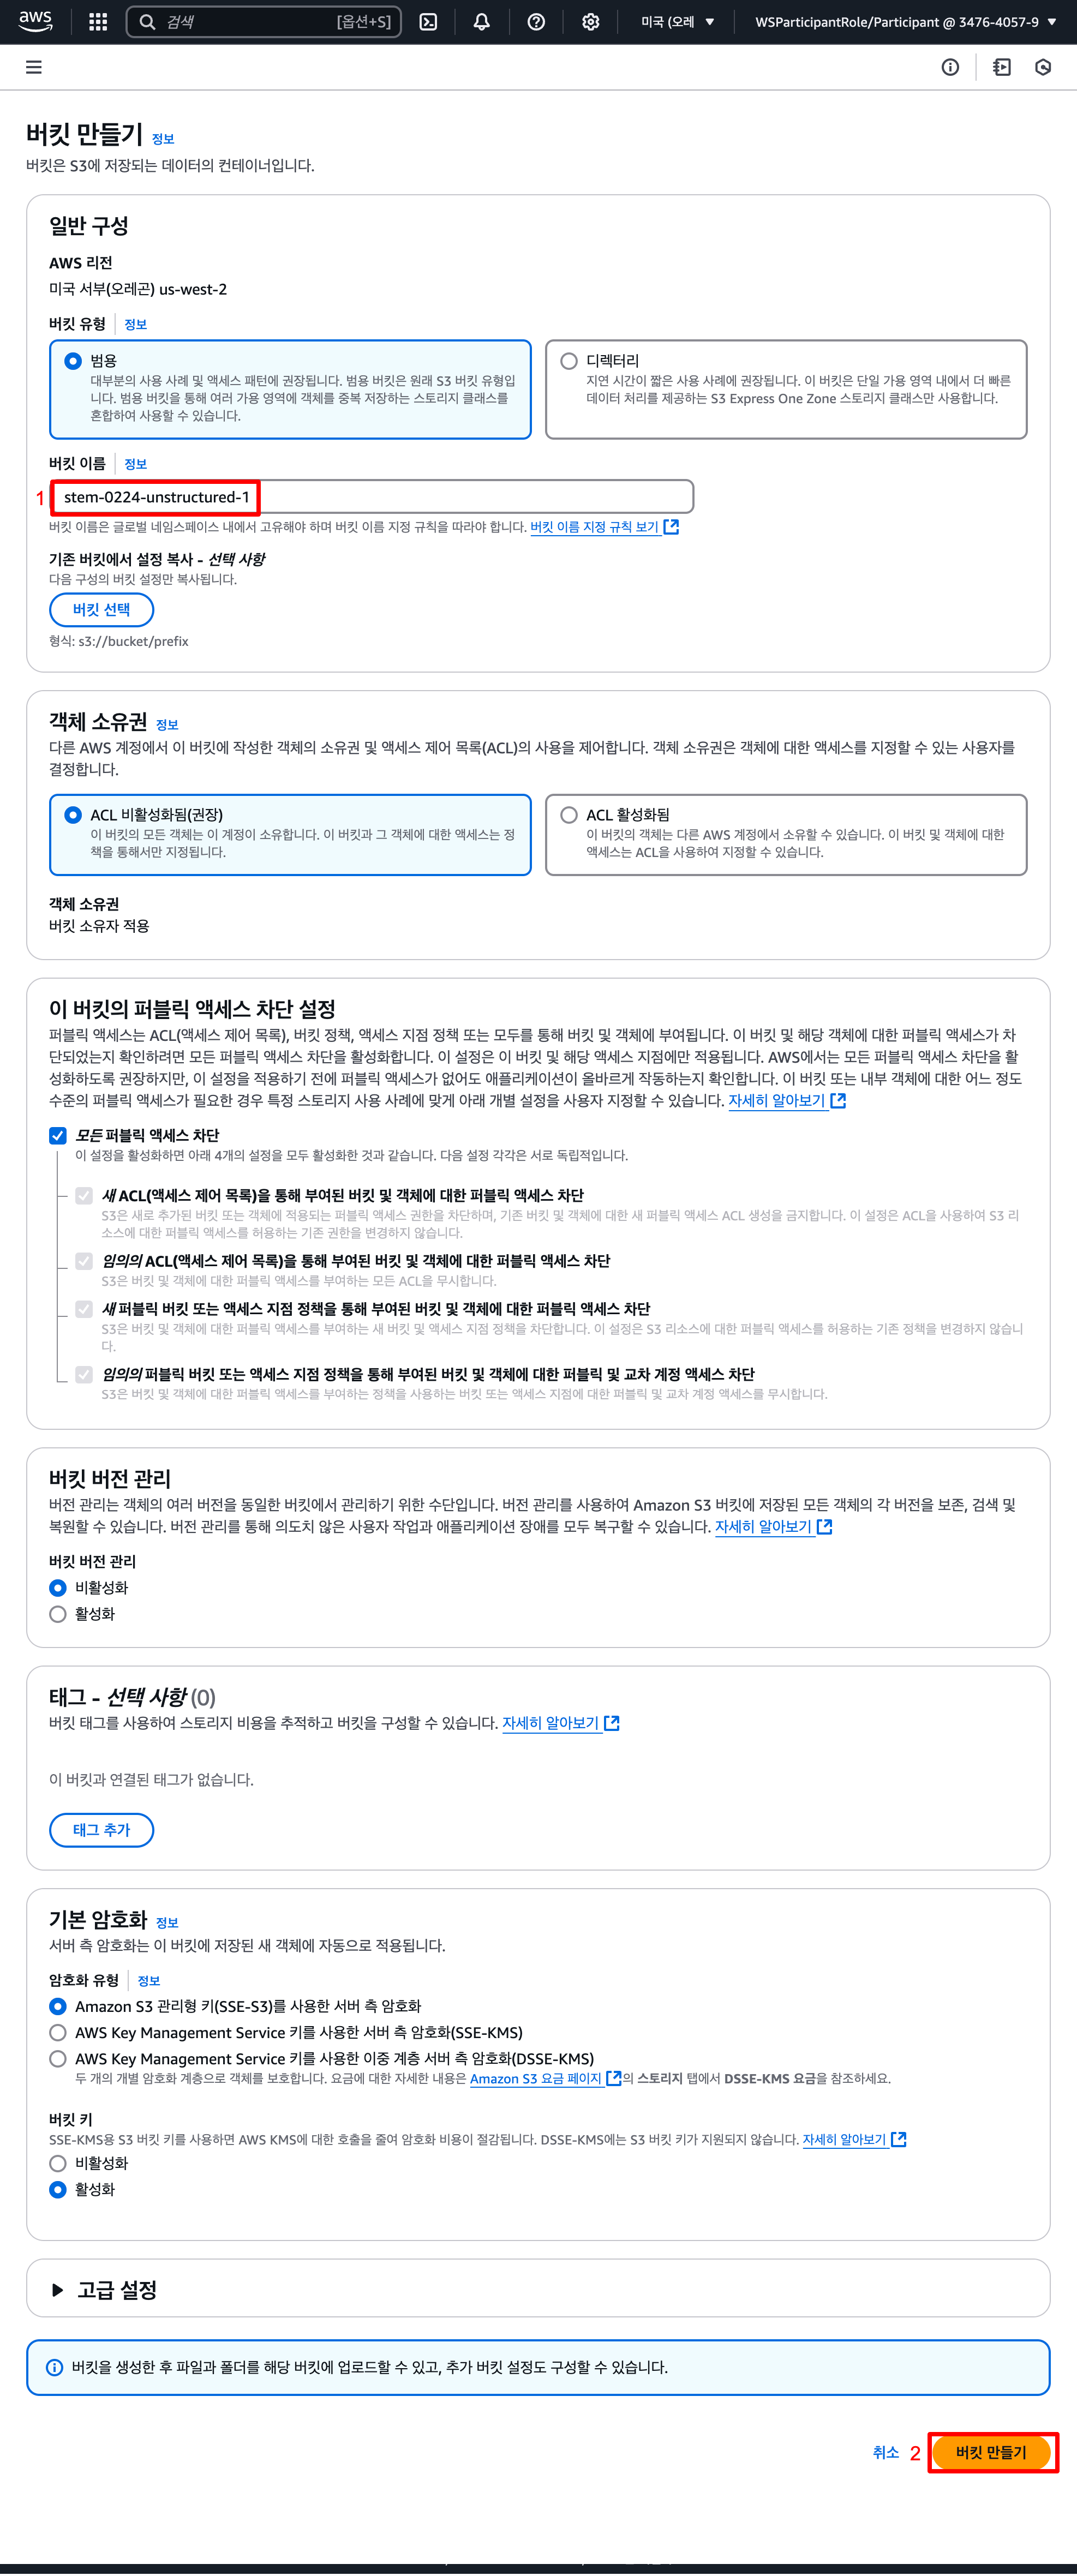 aws
검색
[옵션+S]
미국 (오레
WSParticipantRole/Participant @ 3476-4057-9
버킷 만들기 정보
버킷은 S3에 저장되는 데이터의 컨테이너입니다.
일반 구성
AWS 리전
미국 서부(오레곤) us-west-2
버킷 유형 정보
범용
대부분의 사용 사례 및 액세스 패턴에 권장됩니다. 범용 버킷은 원래 S3 버킷 유형입
니다. 범용 버킷을 통해 여러 가용 영역에 객체를 중복 저장하는 스토리지 클래스를
혼합하여 사용할 수 있습니다.
디렉터리
지연 시간이 짧은 사용 사례에 권장됩니다. 이 버킷은 단일 가용 영역 내에서 더 빠른
데이터 처리를 제공하는 S3 Express One Zone 스토리지 클래스만 사용합니다.
버킷 이름 정보
1 stem-0224-unstructured-1
버킷 이름은 글로벌 네임스페이스 내에서 고유해야 하며 버킷 이름 지정 규칙을 따라야 합니다. 버킷 이름 지정 규칙 보기
기존 버킷에서 설정 복사 - 선택 사항
다음 구성의 버킷 설정만 복사됩니다.
버킷 선택
형식: s3://bucket/prefix
객체 소유권 정보
다른 AWS 계정에서 이 버킷에 작성한 객체의 소유권 및 액세스 제어 목록(ACL)의 사용을 제어합니다. 객체 소유권은 객체에 대한 액세스를 지정할 수 있는 사용자를
결정합니다.
ACL 비활성화됨(권장)
이 버킷의 모든 객체는 이 계정이 소유합니다. 이 버킷과 그 객체에 대한 액세스는 정
책을 통해서만 지정됩니다.
ACL 활성화됨
이 버킷의 객체는 다른 AWS 계정에서 소유할 수 있습니다. 이 버킷 및 객체에 대한
액세스는 ACL을 사용하여 지정할 수 있습니다.
객체 소유권
버킷 소유자 적용
이 버킷의 퍼블릭 액세스 차단 설정
퍼블릭 액세스는 ACL(액세스 제어 목록), 버킷 정책, 액세스 지점 정책 또는 모두를 통해 버킷 및 객체에 부여됩니다. 이 버킷 및 해당 객체에 대한 퍼블릭 액세스가 차
단되었는지 확인하려면 모든 퍼블릭 액세스 차단을 활성화합니다. 이 설정은 이 버킷 및 해당 액세스 지점에만 적용됩니다. AWS에서는 모든 퍼블릭 액세스 차단을 활
성화하도록 권장하지만, 이 설정을 적용하기 전에 퍼블릭 액세스가 없어도 애플리케이션이 올바르게 작동하는지 확인합니다. 이 버킷 또는 내부 객체에 대한 어느 정도
수준의 퍼블릭 액세스가 필요한 경우 특정 스토리지 사용 사례에 맞게 아래 개별 설정을 사용자 지정할 수 있습니다. 자세히 알아보기
모든 퍼블릭 액세스 차단
이 설정을 활성화하면 아래 4개의 설정을 모두 활성화한 것과 같습니다. 다음 설정 각각은 서로 독립적입니다.
새 ACL(액세스 제어 목록)을 통해 부여된 버킷 및 객체에 대한 퍼블릭 액세스 차단
S3은 새로 추가된 버킷 또는 객체에 적용되는 퍼블릭 액세스 권한을 차단하며, 기존 버킷 및 객체에 대한 새 퍼블릭 액세스 ACL 생성을 금지합니다. 이 설정은 ACL을 사용하여 S3 리
소스에 대한 퍼블릭 액세스를 허용하는 기존 권한을 변경하지 않습니다.
임의의 ACL(액세스 제어 목록)을 통해 부여된 버킷 및 객체에 대한 퍼블릭 액세스 차단
S3은 버킷 및 객체에 대한 퍼블릭 액세스를 부여하는 모든 ACL을 무시합니다.
새 퍼블릭 버킷 또는 액세스 지점 정책을 통해 부여된 버킷 및 객체에 대한 퍼블릭 액세스 차단
S3은 버킷 및 객체에 대한 퍼블릭 액세스를 부여하는 새 버킷 및 액세스 지점 정책을 차단합니다. 이 설정은 S3 리소스에 대한 퍼블릭 액세스를 허용하는 기존 정책을 변경하지 않습니
다.
임의의 퍼블릭 버킷 또는 액세스 지점 정책을 통해 부여된 버킷 및 객체에 대한 퍼블릭 및 교차 계정 액세스 차단
S3은 버킷 및 객체에 대한 퍼블릭 액세스를 부여하는 정책을 사용하는 버킷 또는 액세스 지점에 대한 퍼블릭 및 교차 계정 액세스를 무시합니다.
버킷 버전 관리
버전 관리는 객체의 여러 버전을 동일한 버킷에서 관리하기 위한 수단입니다. 버전 관리를 사용하여 Amazon S3 버킷에 저장된 모든 객체의 각 버전을 보존, 검색 및
복원할 수 있습니다. 버전 관리를 통해 의도치 않은 사용자 작업과 애플리케이션 장애를 모두 복구할 수 있습니다. 자세히 알아보기
버킷 버전 관리
비활성화
활성화
태그 - 선택 사항 (0)
버킷 태그를 사용하여 스토리지 비용을 추적하고 버킷을 구성할 수 있습니다. 자세히 알아보기
이 버킷과 연결된 태그가 없습니다.
태그 추가
기본 암호화 정보
서버 측 암호화는 이 버킷에 저장된 새 객체에 자동으로 적용됩니다.
암호화 유형 정보
Amazon S3 관리형 키(SSE-S3)를 사용한 서버 측 암호화
AWS Key Management Service 키를 사용한 서버 측 암호화(SSE-KMS)
AWS Key Management Service 키를 사용한 이중 계층 서버 측 암호화(DSSE-KMS)
두 개의 개별 암호화 계층으로 객체를 보호합니다. 요금에 대한 자세한 내용은 Amazon S3 요금 페이지의 스토리지 탭에서 DSSE-KMS 요금을 참조하세요.
버킷 키
SSE-KMS용 S3 버킷 키를 사용하면 AWS KMS에 대한 호출을 줄여 암호화 비용이 절감됩니다. DSSE-KMS에는 S3 버킷 키가 지원되지 않습니다. 자세히 알아보기
비활성화
활성화
고급 설정
버킷을 생성한 후 파일과 폴더를 해당 버킷에 업로드할 수 있고, 추가 버킷 설정도 구성할 수 있습니다.
취소 2 버킷 만들기